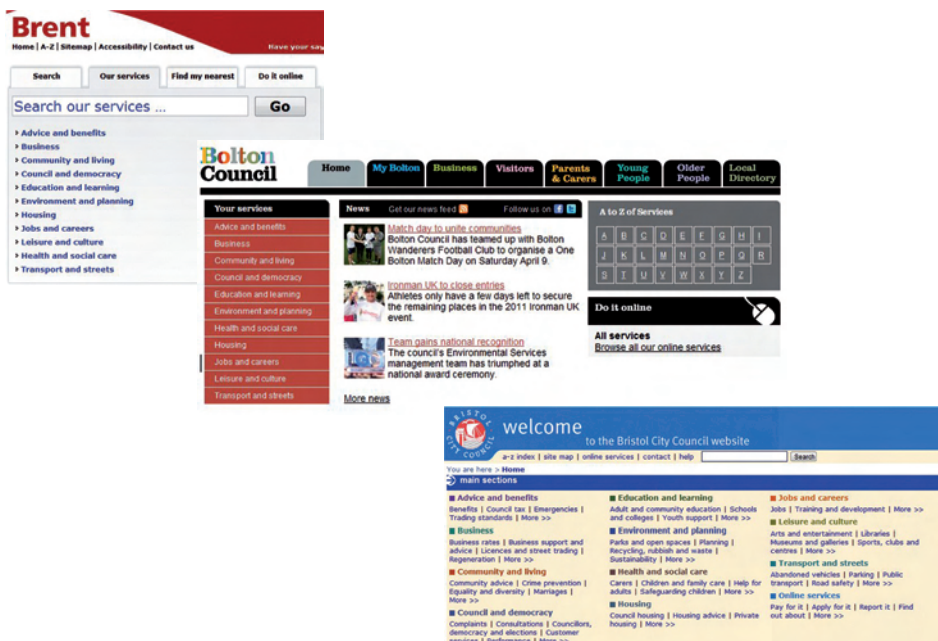 Brent
Home | A-Z | Sitemap | Accessibility | Contact us
Have your say
Search
Our services
Find my nearest
Do it online
Search our services ...
Go
Advice and benefits
Business
Community and living
Council and democracy
Education and learning
Environment and planning
Housing
Jobs and careers
Leisure and culture
Health and social care
Transport and streets
Bolton
Council
Home
My Bolton
Business
Visitors
Parents
& Carers
Young
People
Older
People
Local
Directory
Your services
Advice and benefits
Business
Community and living
Council and democracy
Education and learning
Environment and planning
Health and social care
Housing
Jobs and careers
Leisure and culture
Transport and streets
News
Get our news feed
Follow us on
Match day to unite communities
Bolton Council has teamed up with Bolton
Wanderers Football Club to organise a One
Bolton Match Day on Saturday April 9.
Ironman UK to close entries
Athletes only have a few days left to secure
the remaining places in the 2011 Ironman UK
event.
Team gains national recognition
The council's Environmental Services
management team has triumphed at a
national award ceremony.
More news
A to Z of Services
A B C D E F G H I
J K L M N O P Q R
S T U V W X Y Z
Do it online
All services
Browse all our online services
BRISTOL
CITY COUNCIL
welcome
to the Bristol City Council website
a-z index | site map | online services | contact | help
Search
You are here > Home
main sections
Advice and benefits
Benefits | Council tax | Emergencies |
Trading standards | More >>
Business
Business rates | Business support and
advice | Licences and street trading |
Regeneration | More >>
Community and living
Community advice | Crime prevention |
Equality and diversity | Marriages |
More >>
Council and democracy
Complaints | Consultations | Councillors,
democracy and elections | Customer
services | Performance | More >>
Education and learning
Adult and community education | Schools
and colleges | Youth support | More >>
Environment and planning
Parks and open spaces | Planning |
Recycling, rubbish and waste |
Sustainability | More >>
Health and social care
Carers | Children and family care | Help for
adults | Safeguarding children | More >>
Housing
Council housing | Housing advice | Private
housing | More >>
Jobs and careers
Jobs | Training and development | More >>
Leisure and culture
Arts and entertainment | Libraries |
Museums and galleries | Sports, clubs and
centres | More >>
Transport and streets
Abandoned vehicles | Parking | Public
transport | Road safety | More >>
Online services
Pay for it | Apply for it | Report it | Find
out about | More >>